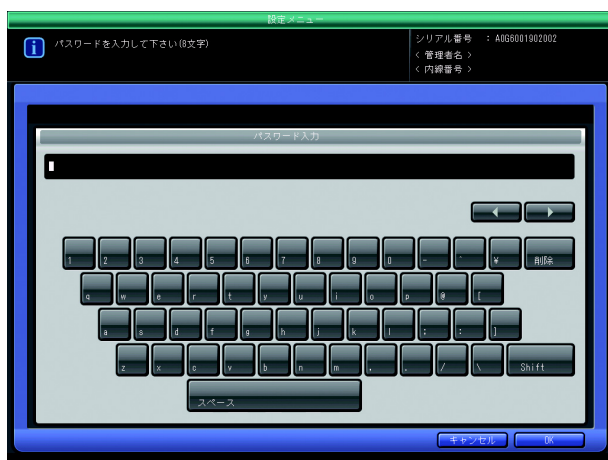 設定メニュー
パスワードを入力して下さい(8文字)
シリアル番号 : A0G6001902002
< 管理者名 >
< 内線番号 >
パスワード入力
1 2 3 4 5 6 7 8 9 0 - ^ ¥ 削除
q w e r t y u i o p @ [
a s d f g h j k l ; : ]
z x c v b n m , . / \ Shift
スペース
キャンセル OK